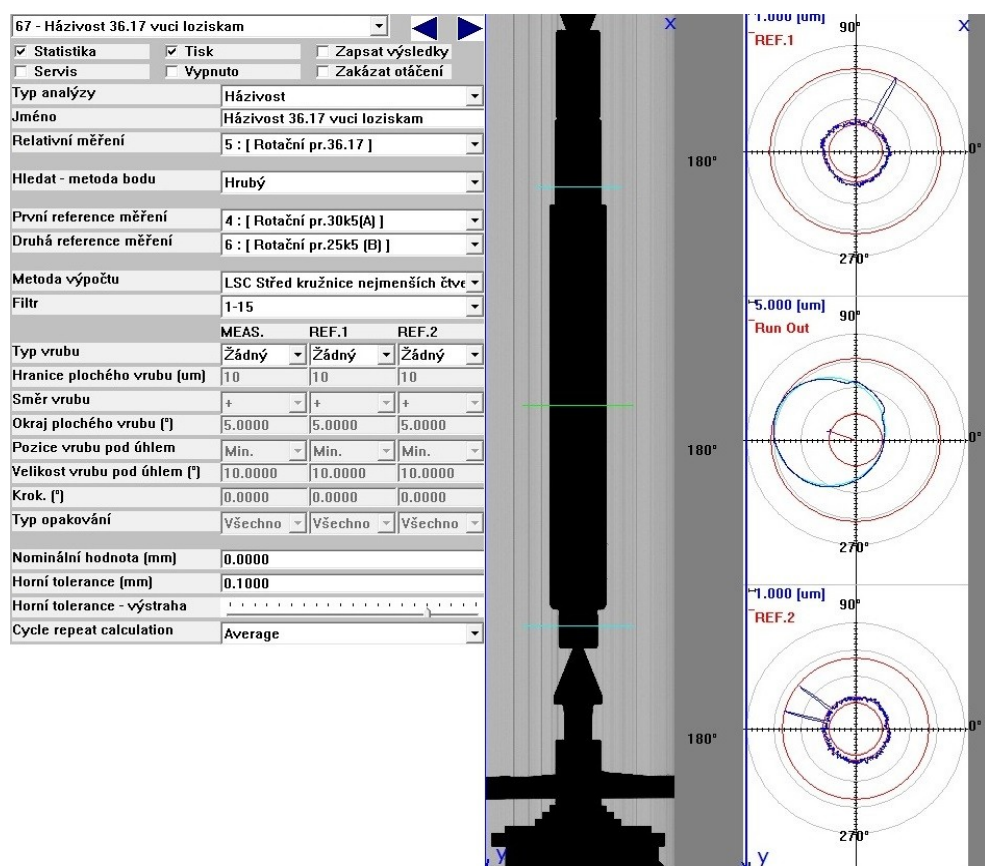 67 - Házivost 36.17 vuci loziskam
Statistika Tisk Zapsat výsledky
Servis Vypnuto Zakázat otáčení
Typ analýzy Házivost
Jméno Házivost 36.17 vuci loziskam
Relativní měření 5 : [ Rotační pr.36.17 ]
Hledat - metoda bodu Hrubý
První reference měření 4 : [ Rotační pr.30k5(A) ]
Druhá reference měření 6 : [ Rotační pr.25k5 (B) ]
Metoda výpočtu LSC Střed kružnice nejmenších čtve
Filtr 1-15
MEAS. REF.1 REF.2
Typ vrubu Žádný Žádný Žádný
Hranice plochého vrubu (um) 10 10 10
Směr vrubu + + +
Okraj plochého vrubu (°) 5.0000 5.0000 5.0000
Pozice vrubu pod úhlem Min. Min. Min.
Velikost vrubu pod úhlem (°) 10.0000 10.0000 10.0000
Krok. (°) 0.0000 0.0000 0.0000
Typ opakování Všechno Všechno Všechno
Nominální hodnota (mm) 0.0000
Horní tolerance (mm) 0.1000
Horní tolerance - výstraha
Cycle repeat calculation Average
x
y
1.000 [um]
REF.1
x
90°
180°
0°
270°
5.000 [um]
Run Out
90°
180°
0°
270°
1.000 [um]
REF.2
90°
180°
0°
270°
y